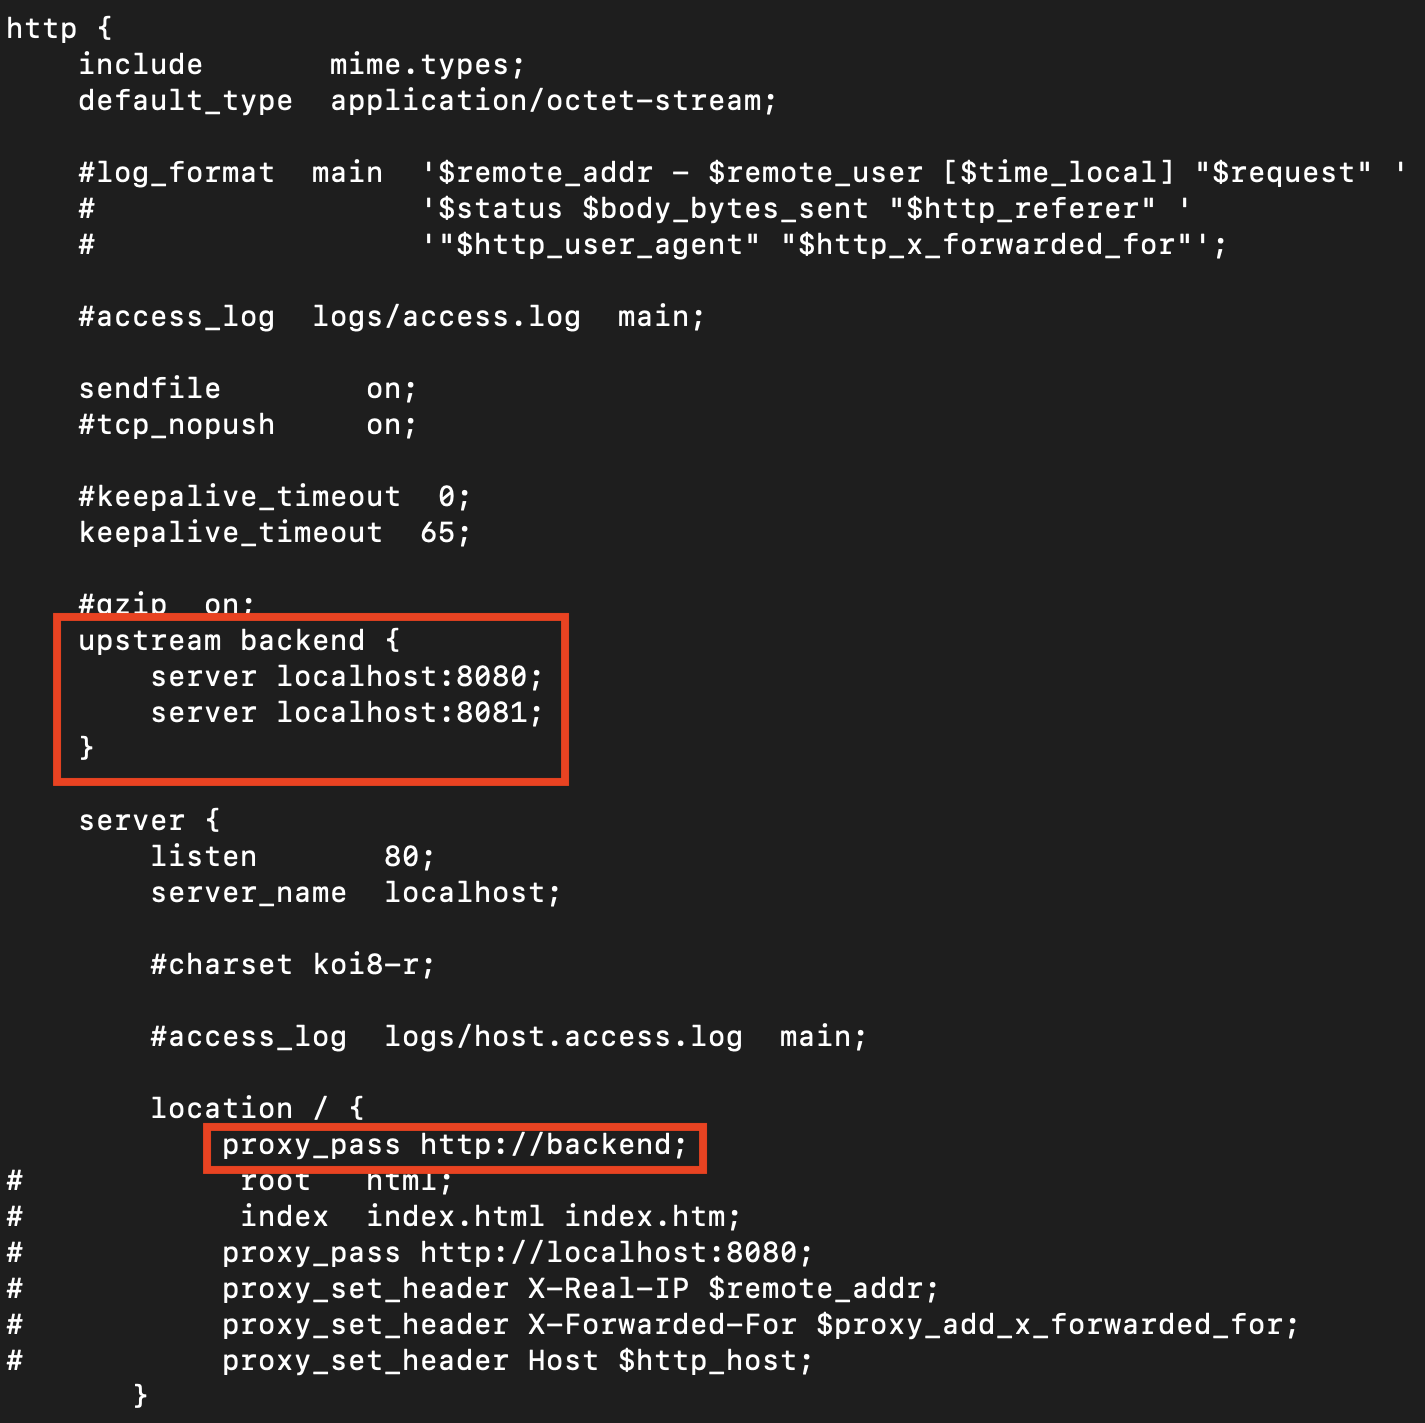 http {
    include       mime.types;
    default_type  application/octet-stream;

    #log_format  main  '$remote_addr - $remote_user [$time_local] "$request" '
    #                  '$status $body_bytes_sent "$http_referer" '
    #                  '"$http_user_agent" "$http_x_forwarded_for"';

    #access_log  logs/access.log  main;

    sendfile        on;
    #tcp_nopush     on;

    #keepalive_timeout  0;
    keepalive_timeout  65;

    #gzip  on;
    upstream backend {
        server localhost:8080;
        server localhost:8081;
    }

    server {
        listen       80;
        server_name  localhost;

        #charset koi8-r;

        #access_log  logs/host.access.log  main;

        location / {
            proxy_pass http://backend;
#            root   html;
#            index  index.html index.htm;
#           proxy_pass http://localhost:8080;
#           proxy_set_header X-Real-IP $remote_addr;
#           proxy_set_header X-Forwarded-For $proxy_add_x_forwarded_for;
#           proxy_set_header Host $http_host;
       }